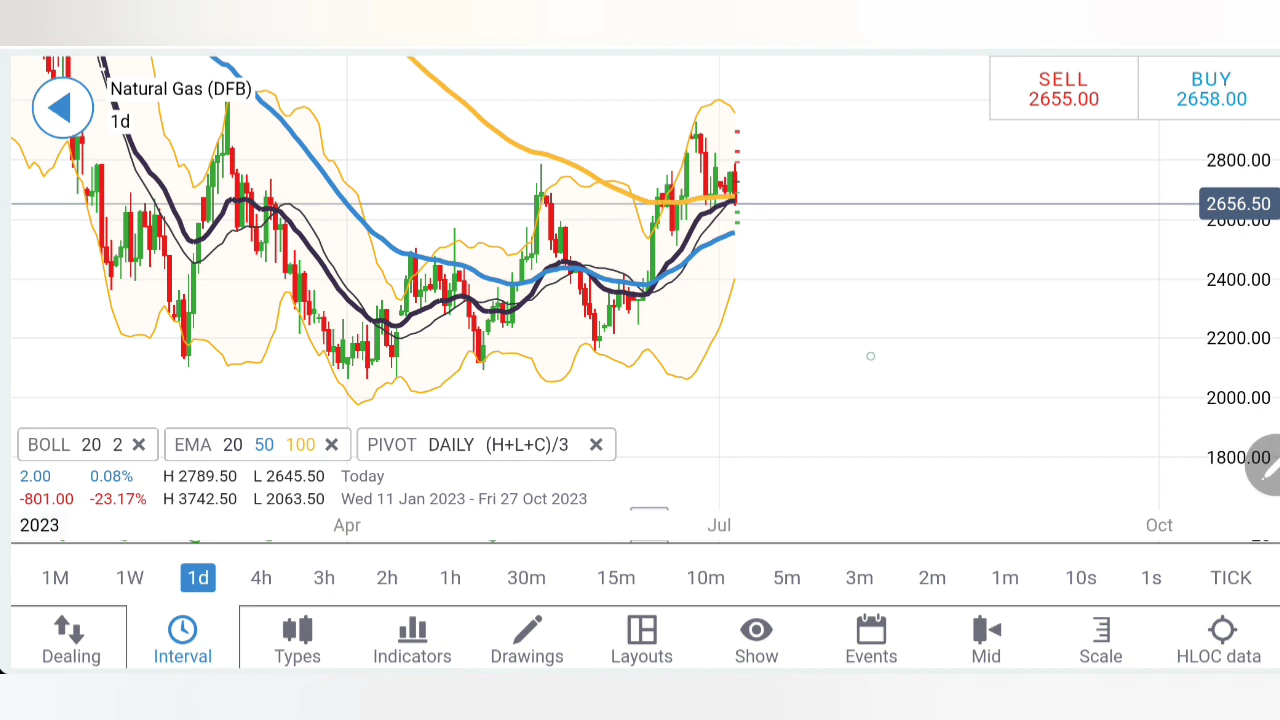 Natural Gas (DFB)
1d
SELL
2655.00
BUY
2658.00
2800.00
2656.50
2600.00
2400.00
2200.00
2000.00
1800.00
BOLL 20 2
EMA 20 50 100
PIVOT DAILY (H+L+C)/3
2.00 0.08% H 2789.50 L 2645.50 Today
-801.00 -23.17% H 3742.50 L 2063.50 Wed 11 Jan 2023 - Fri 27 Oct 2023
2023 Apr Jul Oct
1M 1W 1d 4h 3h 2h 1h 30m 15m 10m 5m 3m 2m 1m 10s 1s TICK
Dealing Interval Types Indicators Drawings Layouts Show Events Mid Scale HLOC data